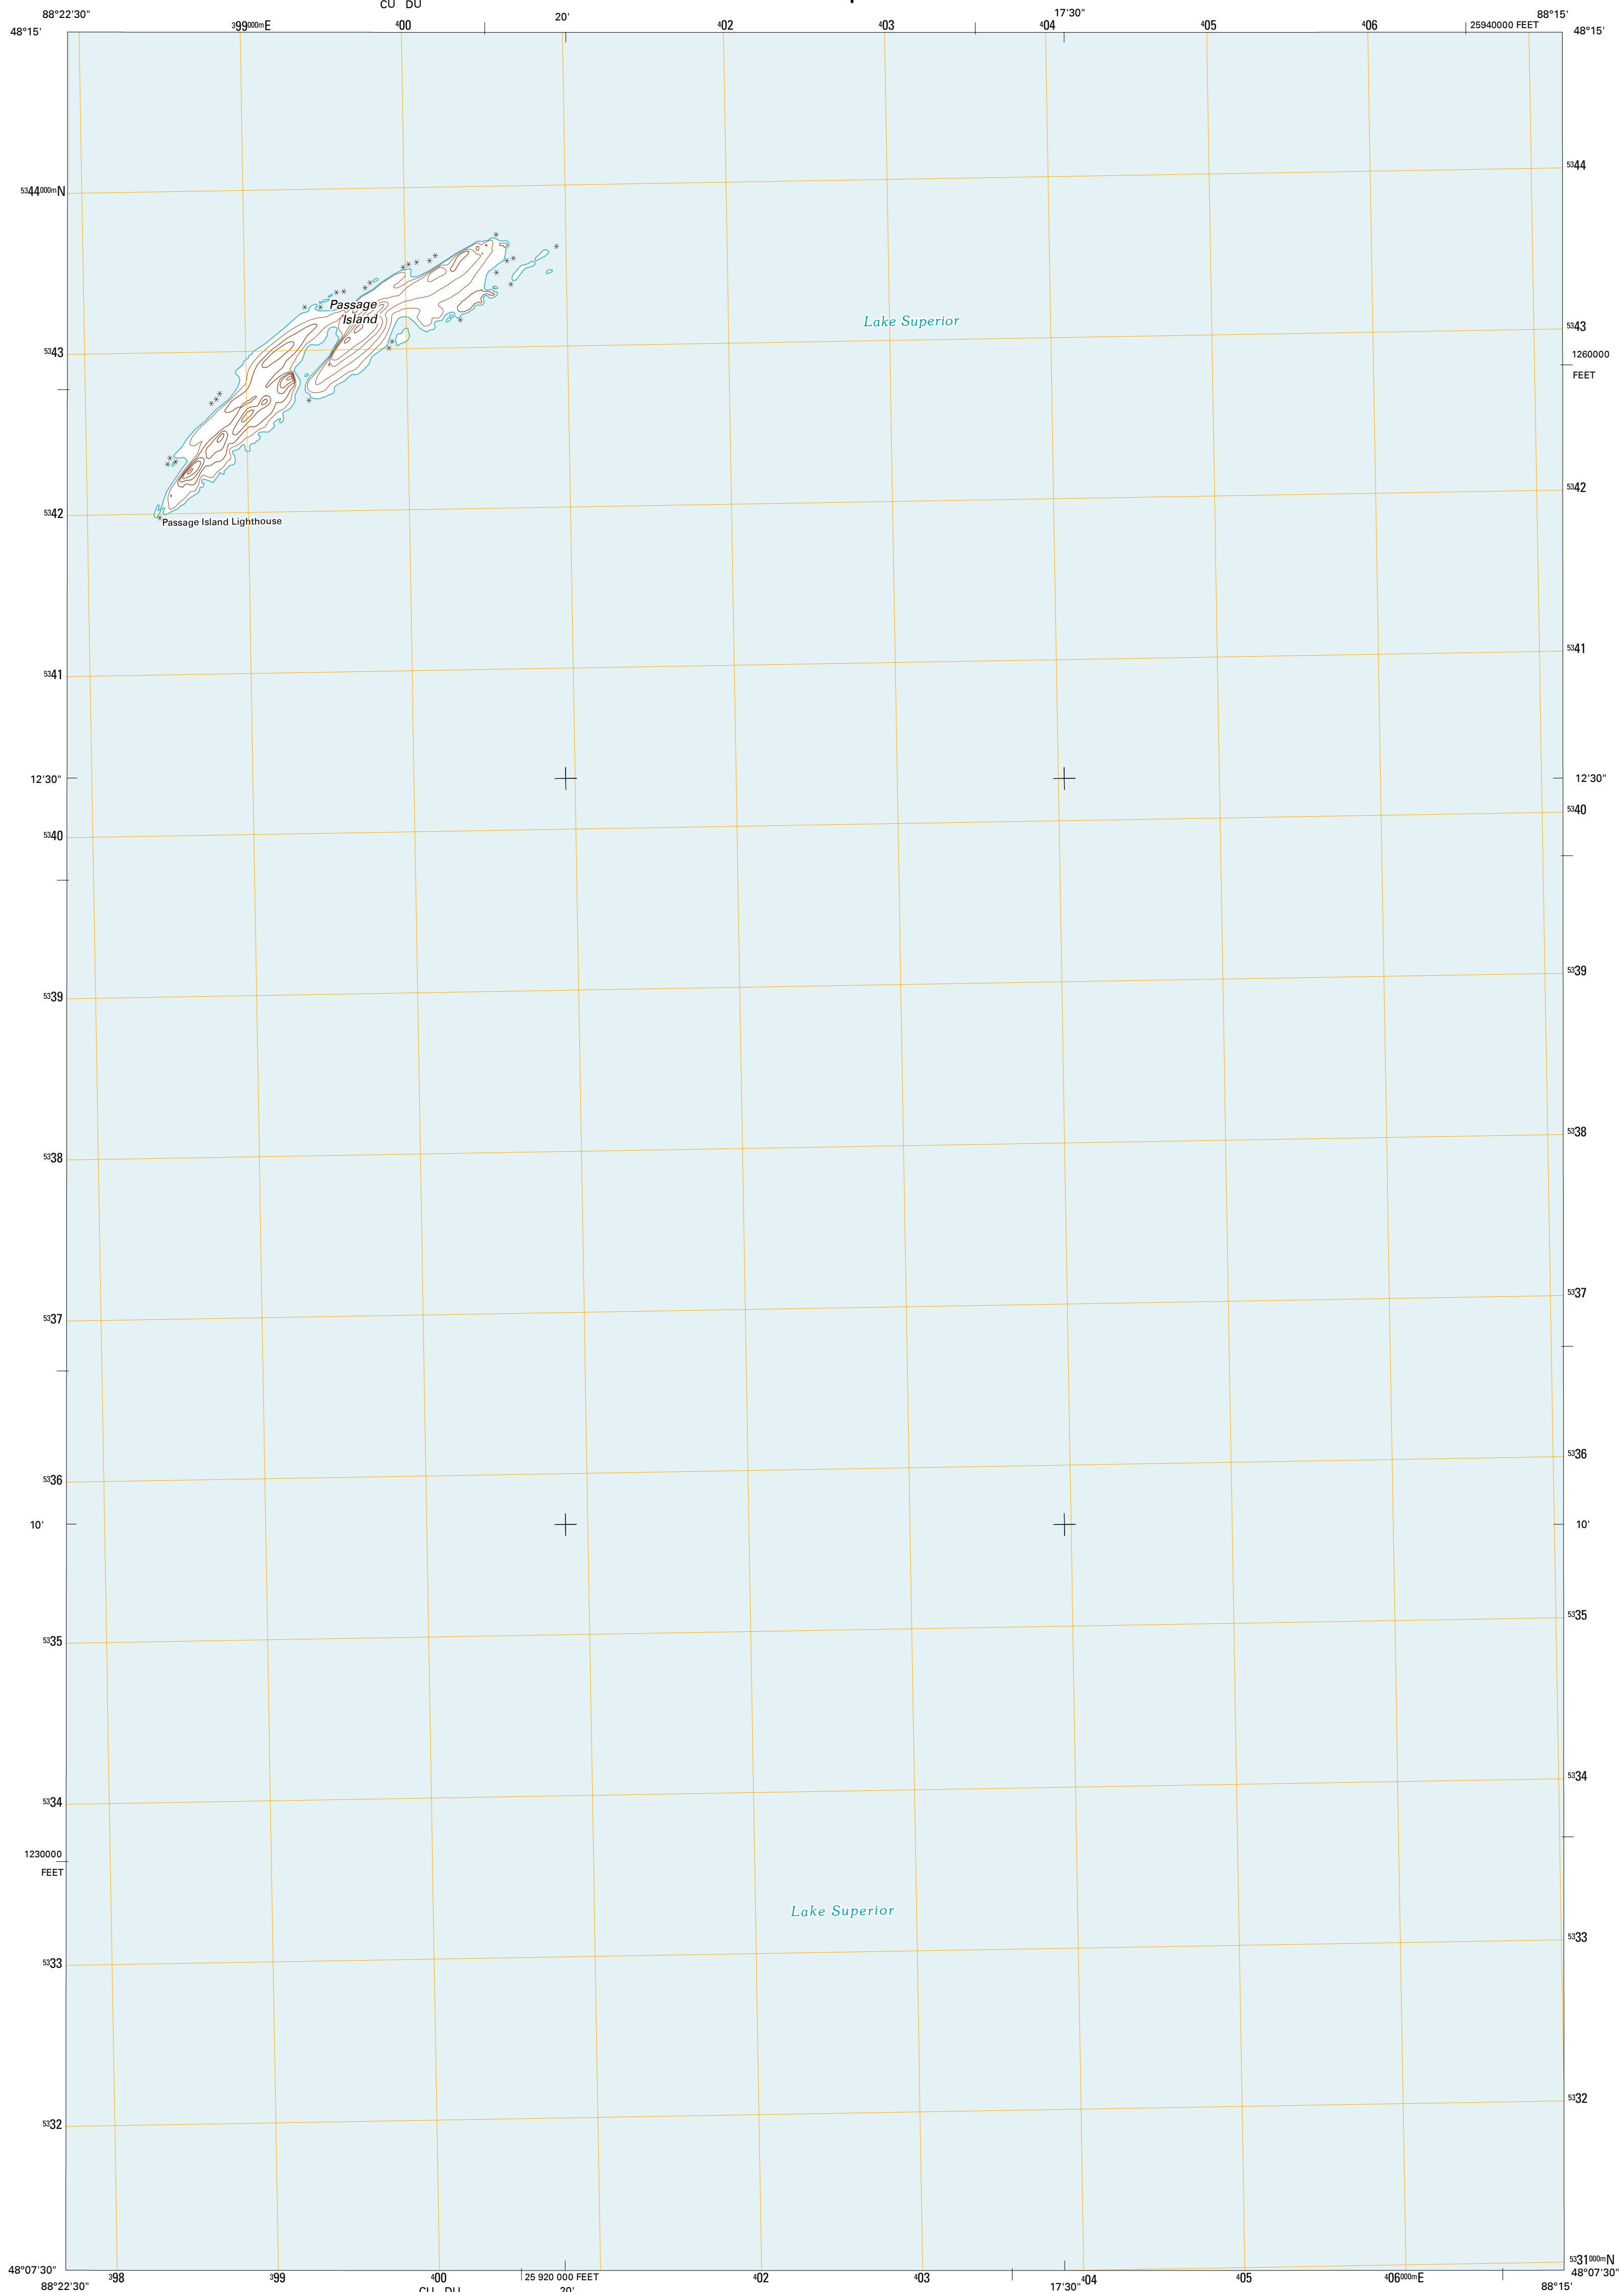 CU DU
88°22'30" 20' 17'30" 88°15'
48°15' 399000mE 400 402 403 404 405 406 25940000 FEET 48°15'
5344
5344000mN
Passage
Island
Lake Superior
5343
5343
1260000
FEET
5342
5342
Passage Island Lighthouse
5341
5341
12'30" 12'30"
5340
5340
5339
5339
5338
5338
5337
5337
5336
5336
10' 10'
5335
5335
5334
5334
1230000
FEET
Lake Superior
5333
5333
5332
5332
5331000mN
48°07'30" 48°07'30"
398 399 400 25 920 000 FEET 402 403 404 405 406000mE
88°22'30" 20' 17'30" 88°15'
CU DU